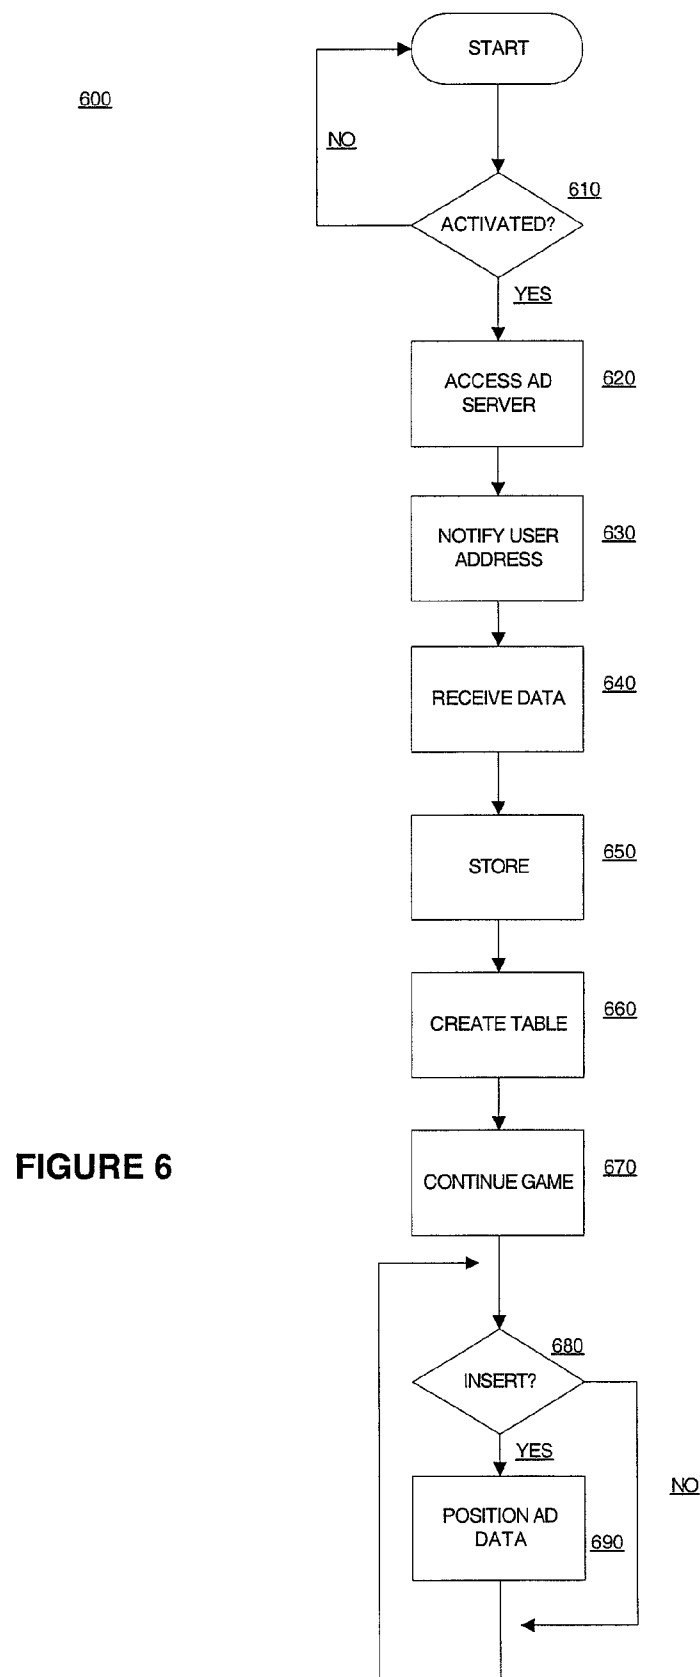 START
600
NO
610
ACTIVATED?
YES
ACCESS AD
SERVER
620
NOTIFY USER
ADDRESS
630
RECEIVE DATA
640
STORE
650
CREATE TABLE
660
FIGURE 6
CONTINUE GAME
670
680
INSERT?
YES
NO
POSITION AD
DATA
690